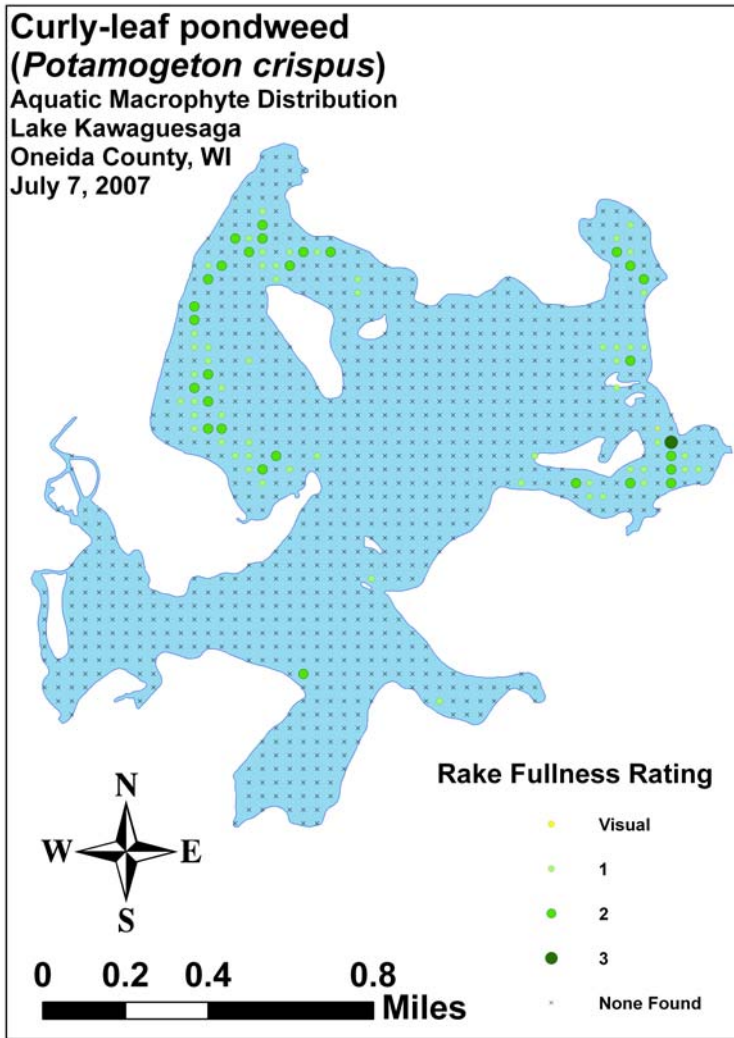 Curly-leaf pondweed
(Potamogeton crispus)
Aquatic Macrophyte Distribution
Lake Kawaguesaga
Oneida County, WI
July 7, 2007
Rake Fullness Rating
Visual
1
2
3
None Found
N
W E
S
0 0.2 0.4 0.8
Miles